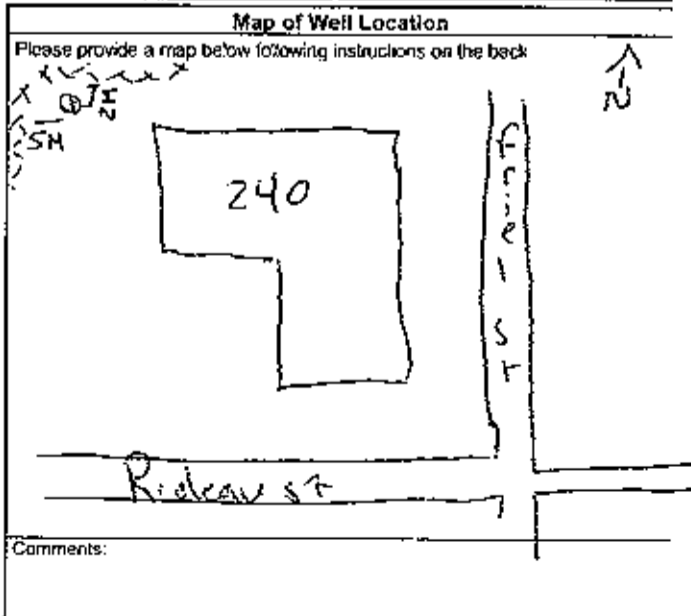 Map of Well Location
Please provide a map below following instructions on the back
N
5M
240
Friel St
Rideau St
Comments: